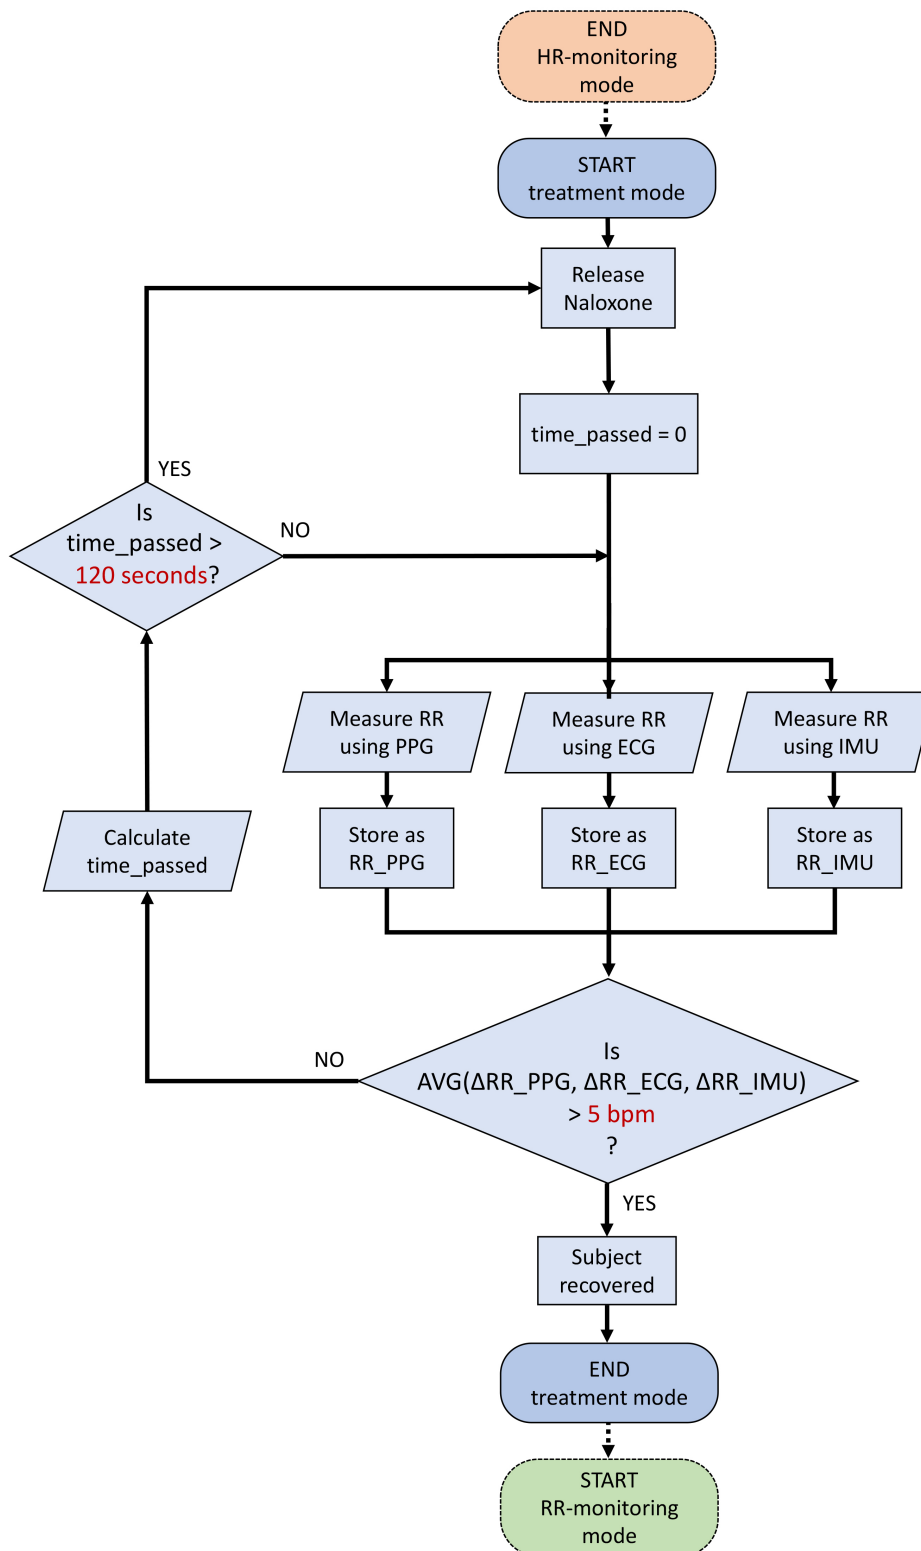 END
HR-monitoring
mode
START
treatment mode
Release
Naloxone
time_passed = 0
YES
Is
time_passed >
120 seconds?
NO
Measure RR
using PPG
Measure RR
using ECG
Measure RR
using IMU
Calculate
time_passed
Store as
RR_PPG
Store as
RR_ECG
Store as
RR_IMU
NO
Is
AVG(ΔRR_PPG, ΔRR_ECG, ΔRR_IMU)
> 5 bpm
?
YES
Subject
recovered
END
treatment mode
START
RR-monitoring
mode